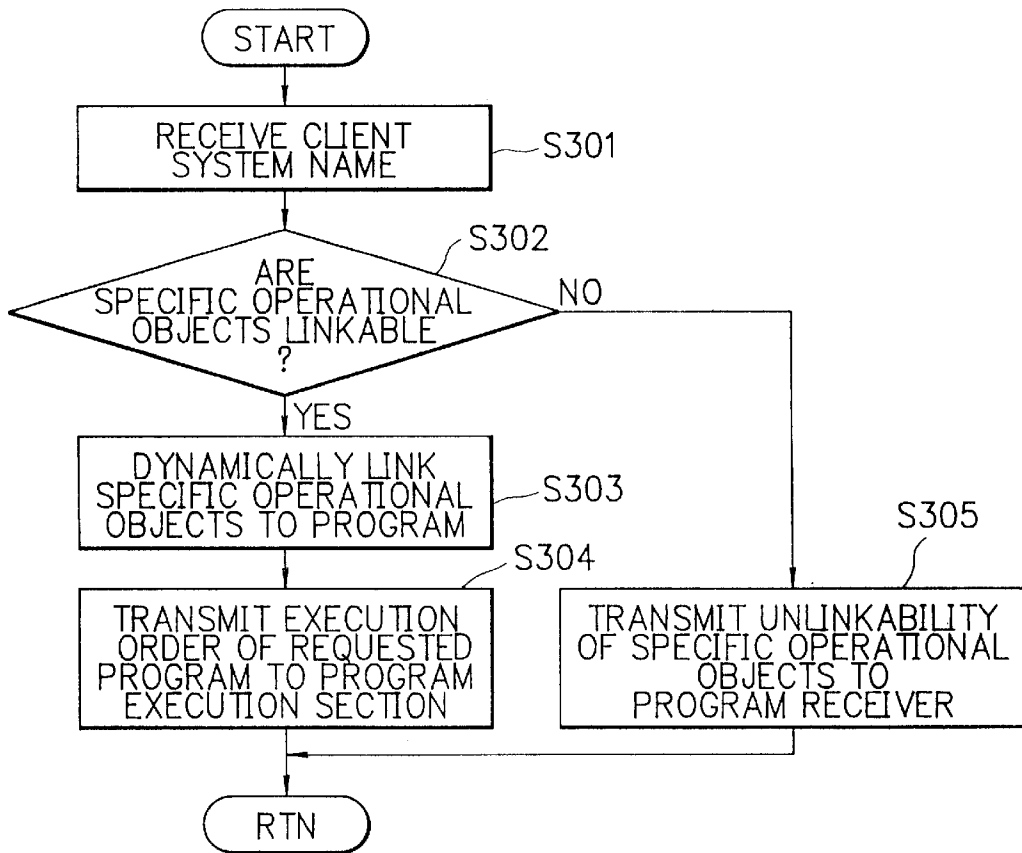 START
RECEIVE CLIENT
SYSTEM NAME
S301
S302
ARE
SPECIFIC OPERATIONAL
OBJECTS LINKABLE
?
NO
YES
DYNAMICALLY LINK
SPECIFIC OPERATIONAL
OBJECTS TO PROGRAM
S303
S304
TRANSMIT EXECUTION
ORDER OF REQUESTED
PROGRAM TO PROGRAM
EXECUTION SECTION
S305
TRANSMIT UNLINKABILITY
OF SPECIFIC OPERATIONAL
OBJECTS TO
PROGRAM RECEIVER
RTN